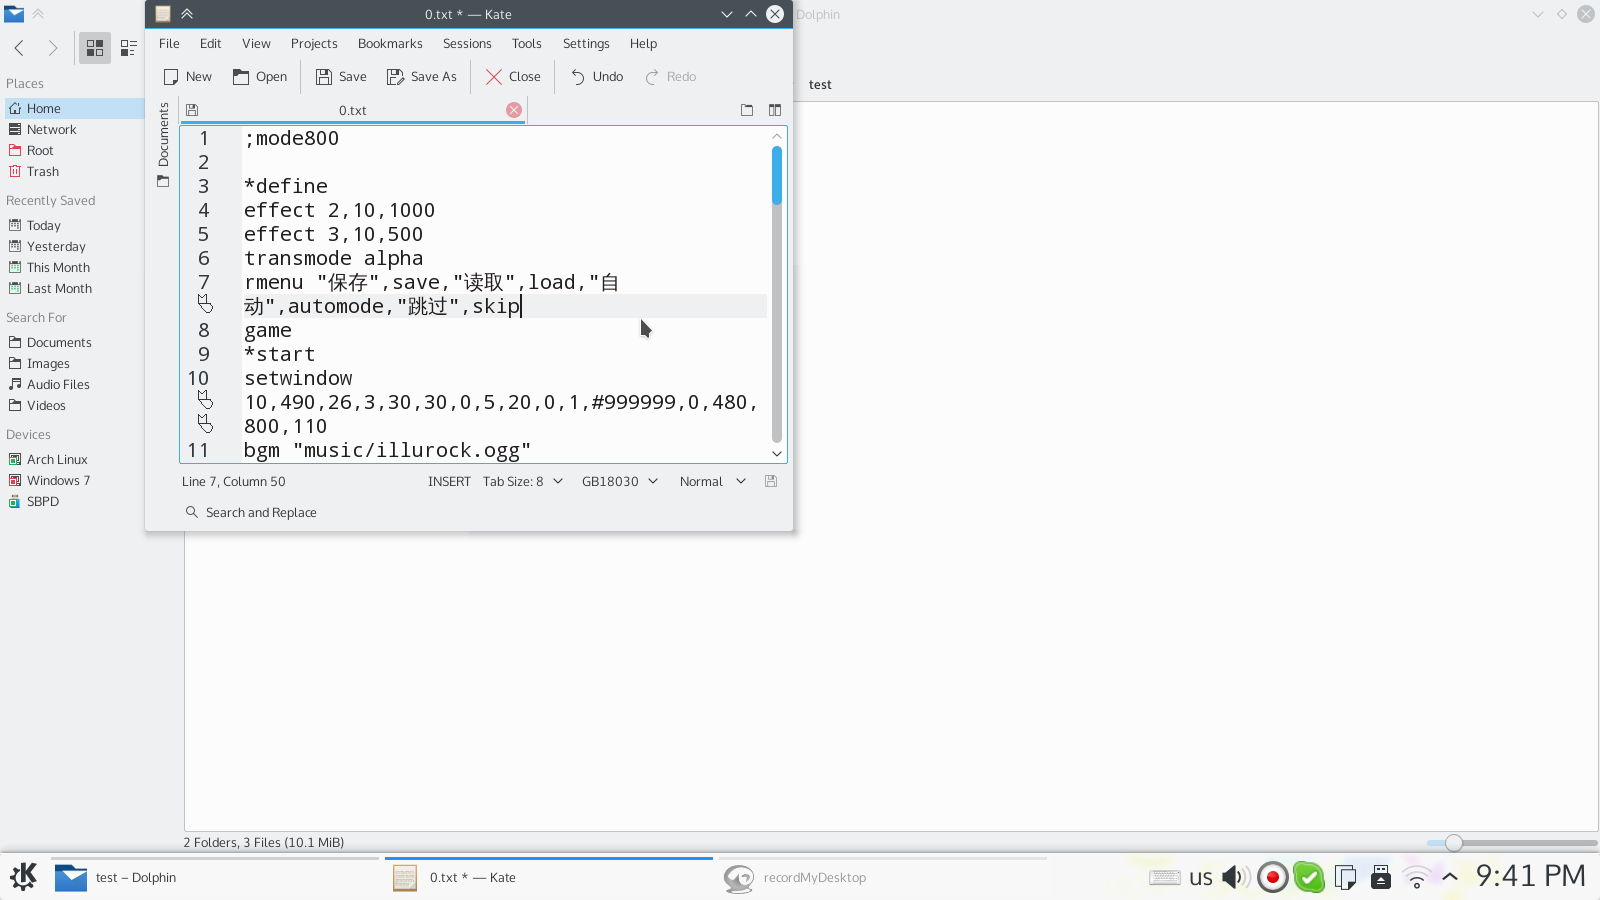 0.txt * — Kate
Dolphin
File Edit View Projects Bookmarks Sessions Tools Settings Help
New Open Save Save As Close Undo Redo
test
Places
Home
Network
Root
Trash
Recently Saved
Today
Yesterday
This Month
Last Month
Search For
Documents
Images
Audio Files
Videos
Devices
Arch Linux
Windows 7
SBPD
Documents
0.txt
1 ;mode800
2
3 *define
4 effect 2,10,1000
5 effect 3,10,500
6 transmode alpha
7 rmenu "保存",save,"读取",load,"自
动",automode,"跳过",skip
8 game
9 *start
10 setwindow
10,490,26,3,30,30,0,5,20,0,1,#999999,0,480,
800,110
11 bgm "music/illurock.ogg"
Line 7, Column 50 INSERT Tab Size: 8 GB18030 Normal
Search and Replace
2 Folders, 3 Files (10.1 MiB)
test – Dolphin
0.txt * — Kate
recordMyDesktop
us
9:41 PM